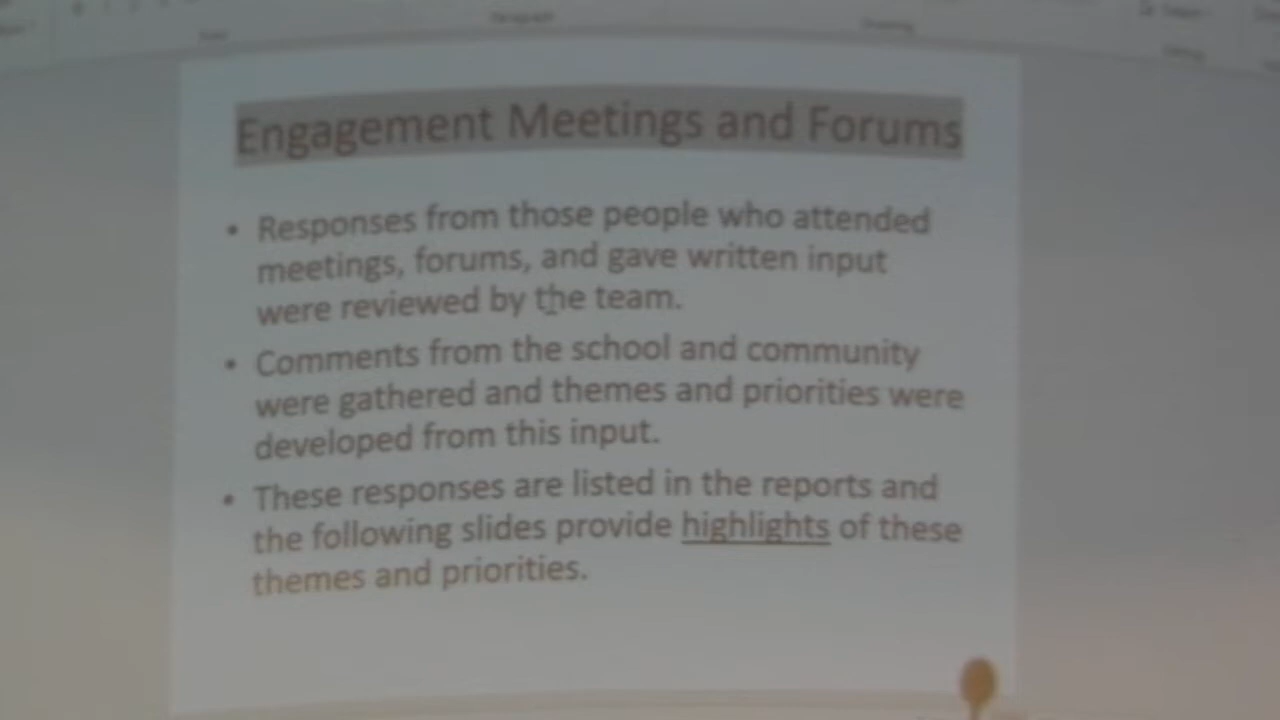 Paragraph
Engagement Meetings and Forums
• Responses from those people who attended
meetings, forums, and gave written input
were reviewed by the team.
• Comments from the school and community
were gathered and themes and priorities were
developed from this input.
• These responses are listed in the reports and
the following slides provide highlights of these
themes and priorities.